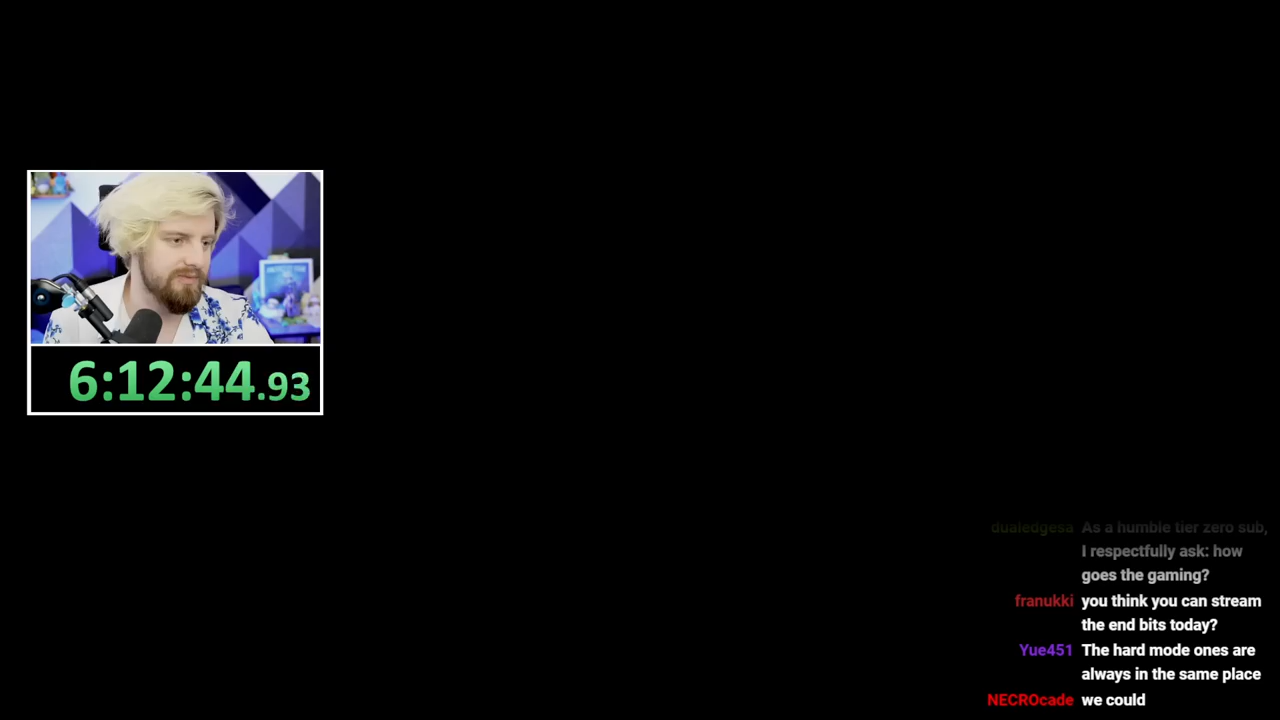 6:12:44.93
dualedgesa As a humble tier zero sub,
I respectfully ask: how
goes the gaming?
franukki you think you can stream
the end bits today?
Yue451 The hard mode ones are
always in the same place
NECROcade we could